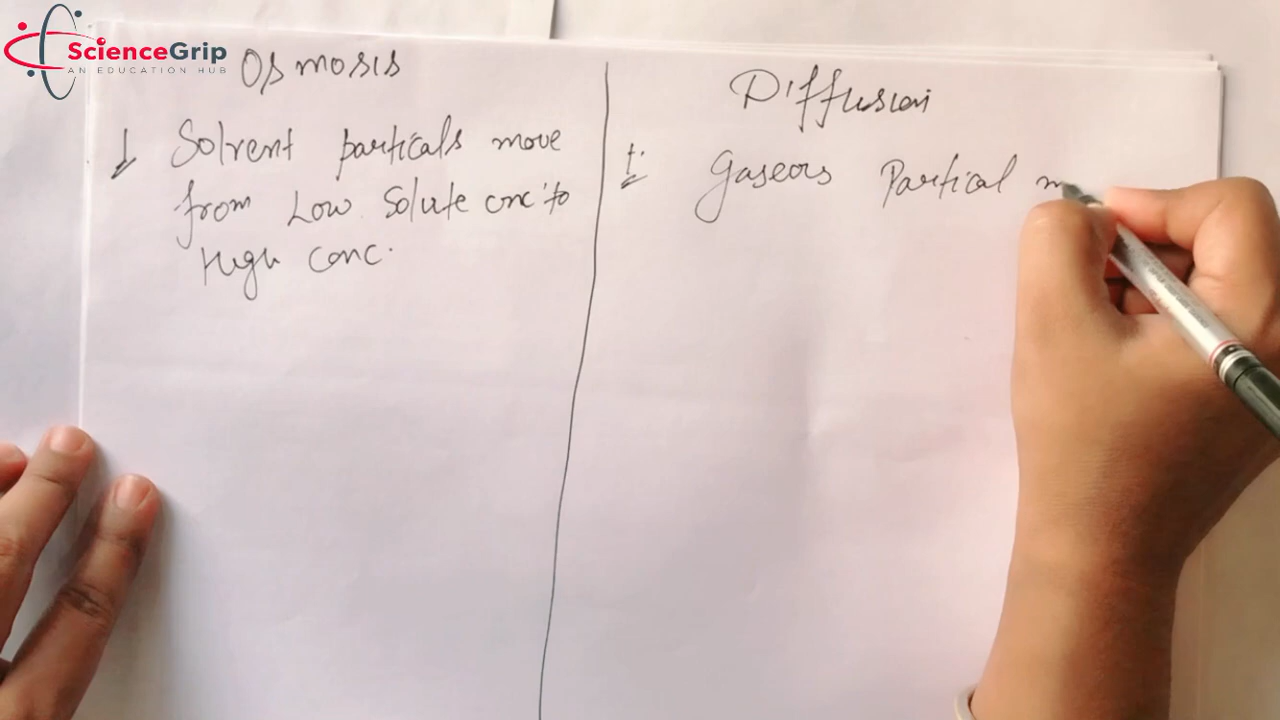 ScienceGrip
AN EDUCATION HUB
Osmosis
1 Solvent particals move
from Low Solute conc to
High conc.
Diffusion
1. Gaseous Partical m